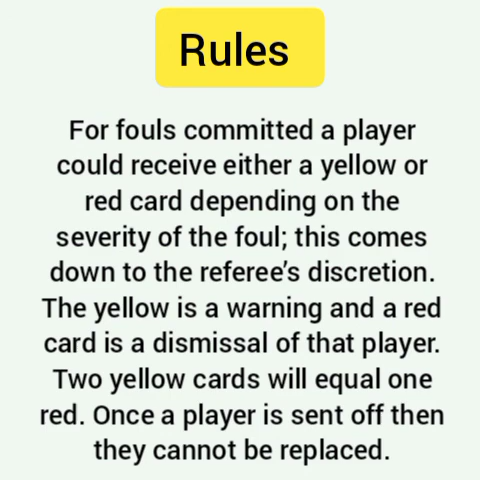 Rules
For fouls committed a player
could receive either a yellow or
red card depending on the
severity of the foul; this comes
down to the referee’s discretion.
The yellow is a warning and a red
card is a dismissal of that player.
Two yellow cards will equal one
red. Once a player is sent off then
they cannot be replaced.